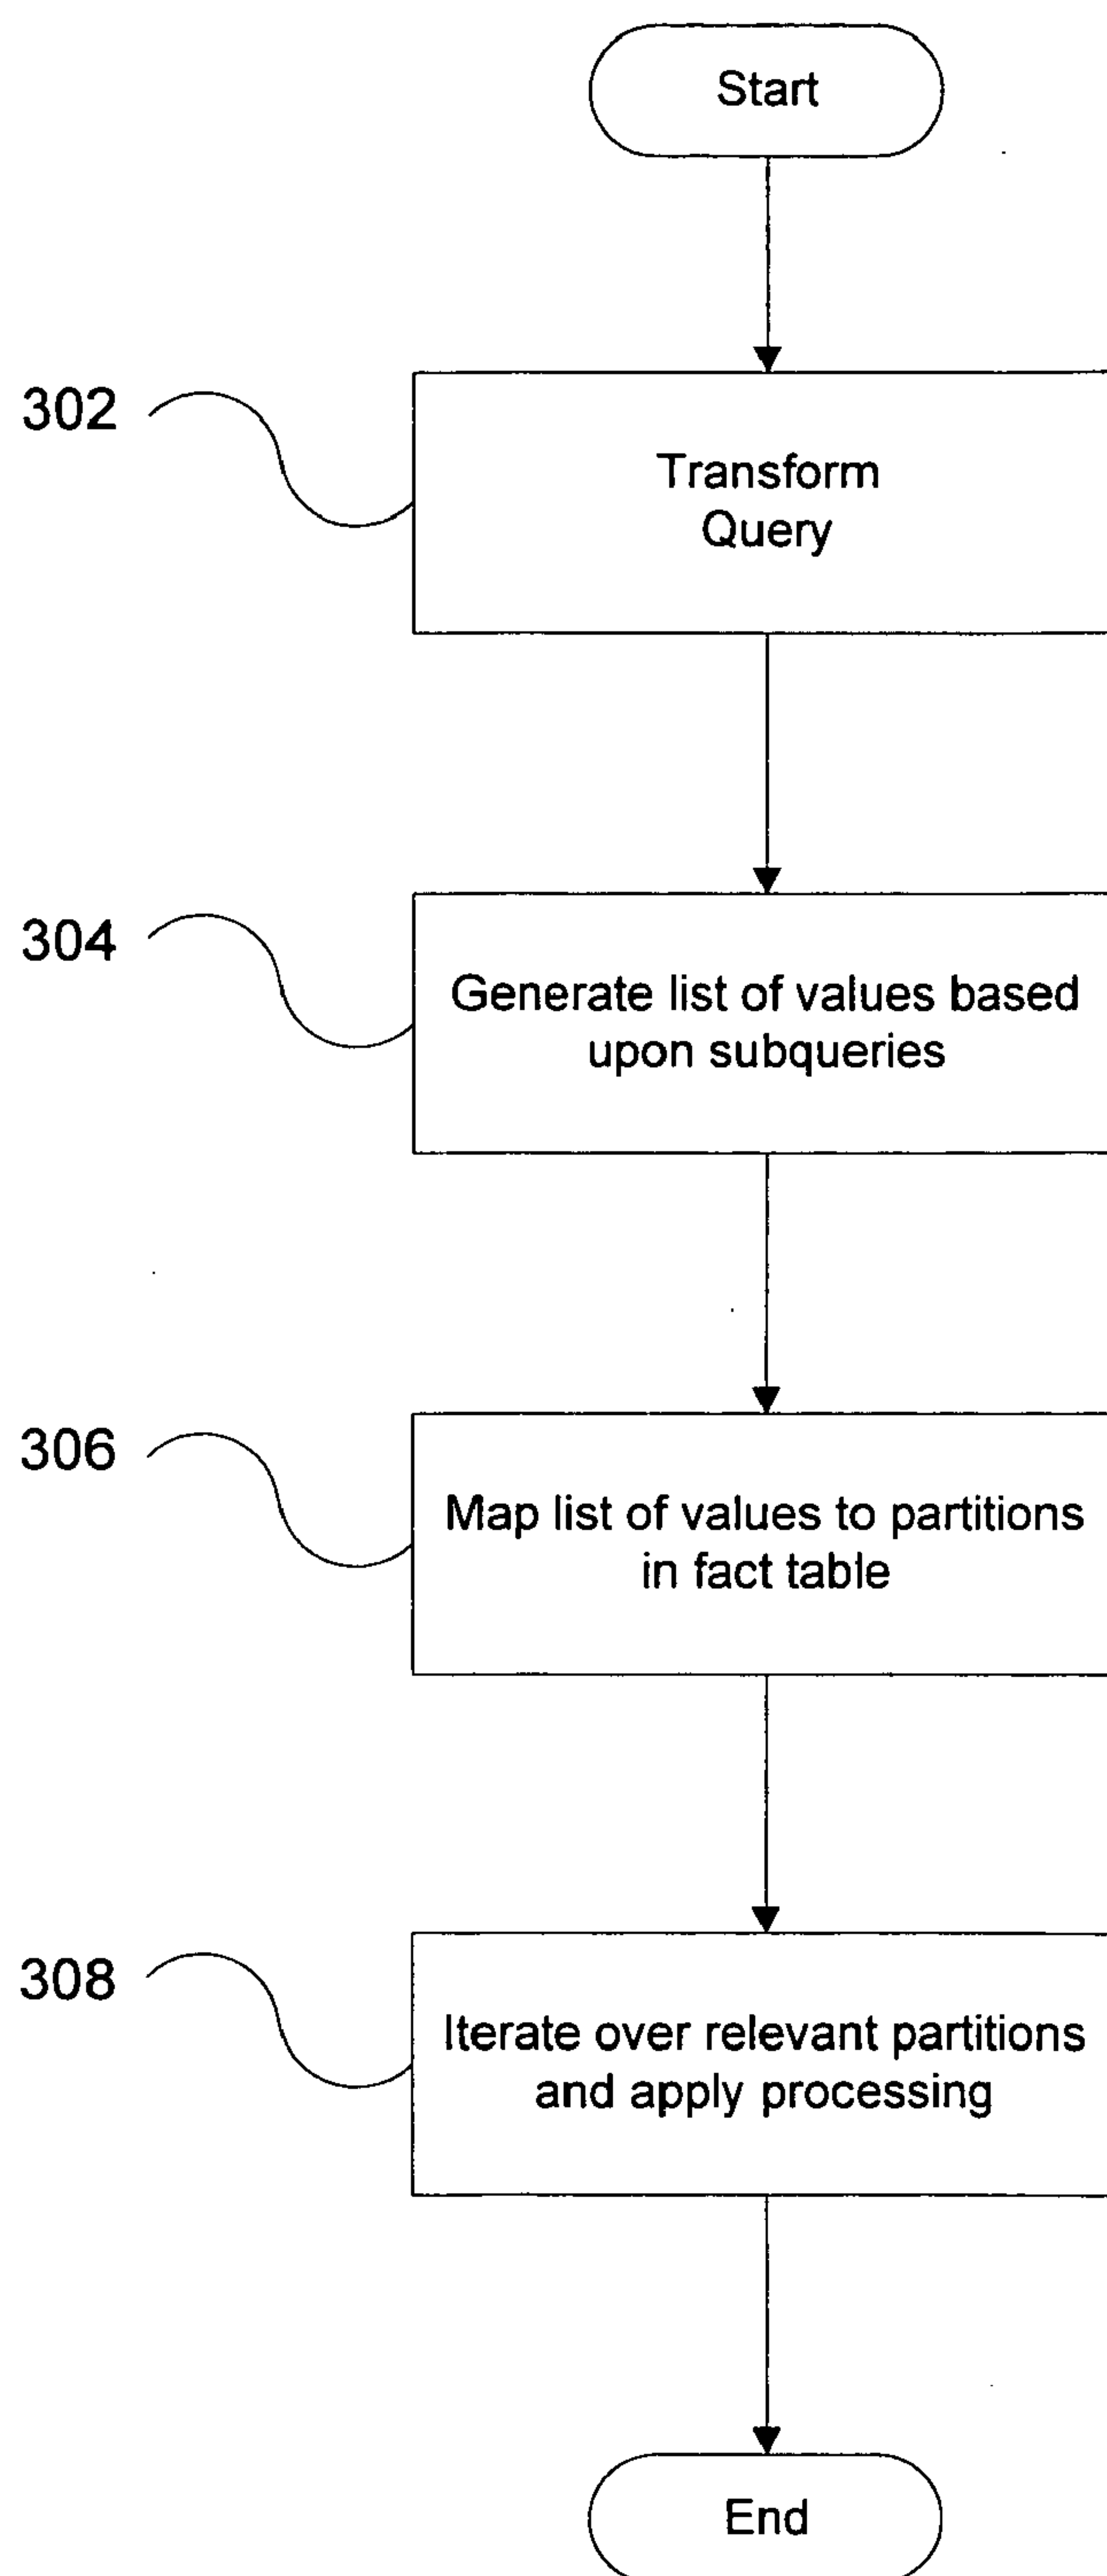 Start
302
Transform
Query
304
Generate list of values based
upon subqueries
306
Map list of values to partitions
in fact table
308
Iterate over relevant partitions
and apply processing
End